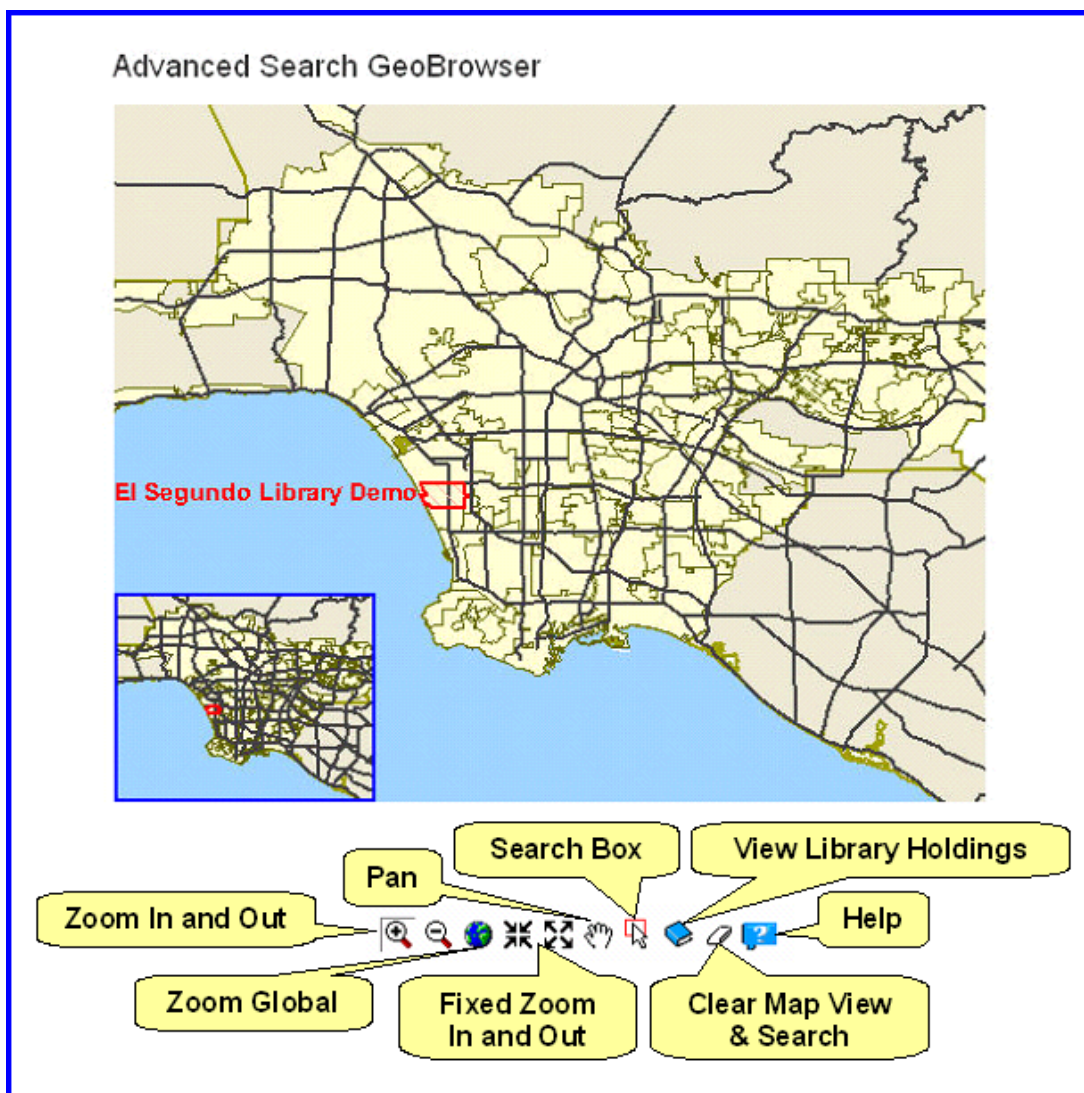 Advanced Search GeoBrowser
El Segundo Library Demo
Search Box
View Library Holdings
Pan
Zoom In and Out
Help
?
Zoom Global
Fixed Zoom
In and Out
Clear Map View
& Search